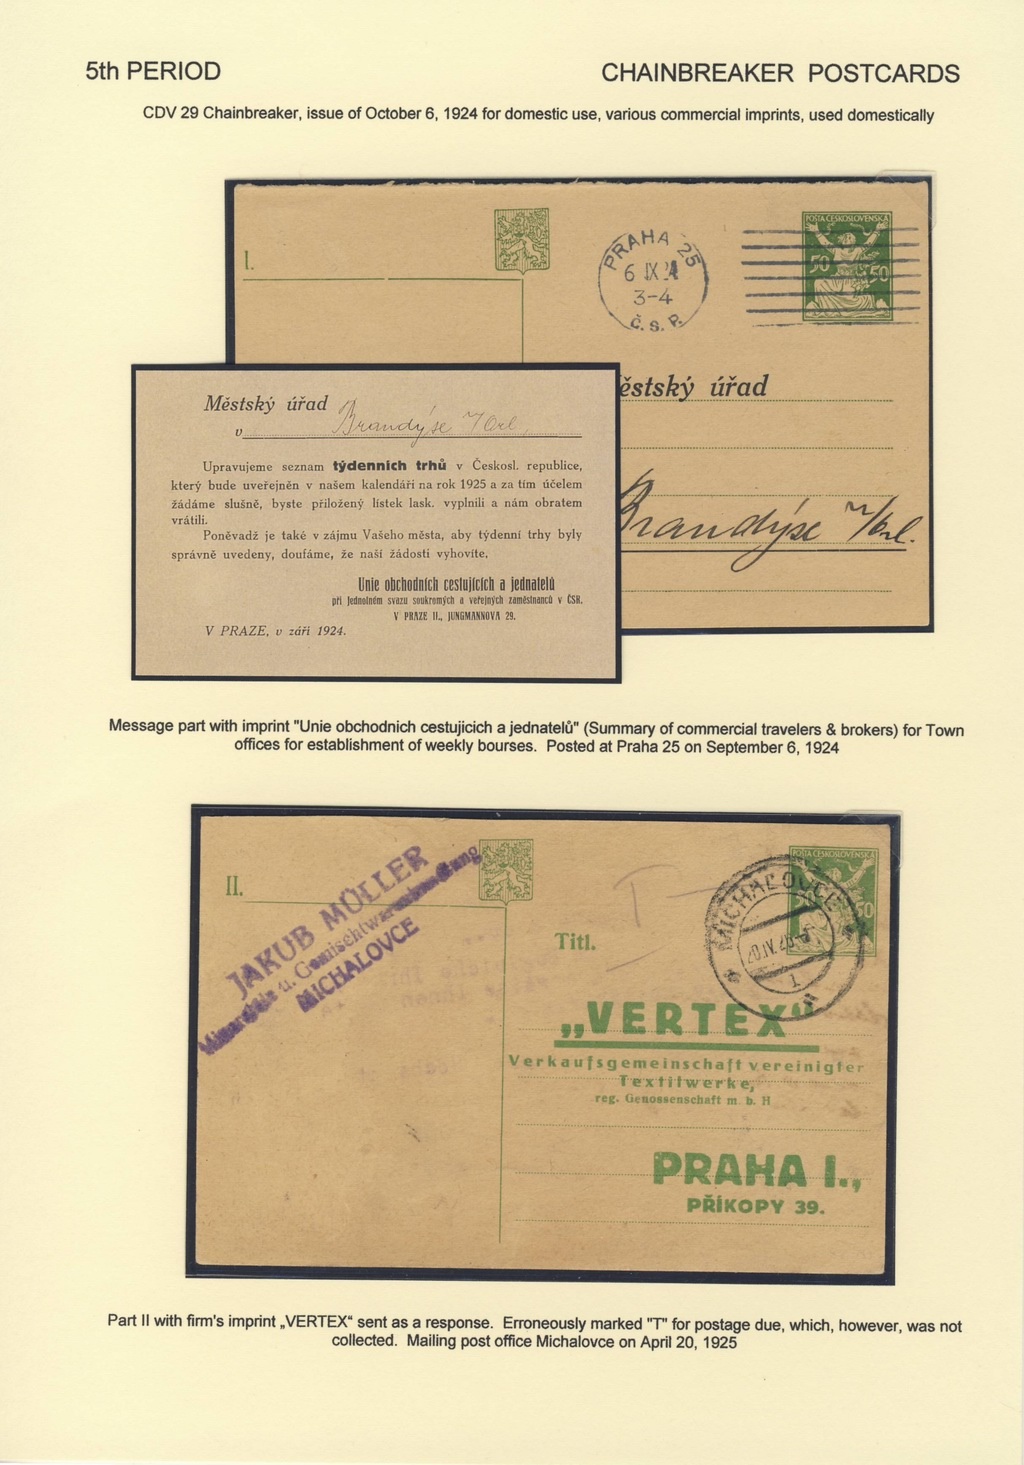 5th PERIOD
CHAINBREAKER POSTCARDS
CDV 29 Chainbreaker, issue of October 6, 1924 for domestic use, various commercial imprints, used domestically
I.
PRAHA 25
6 IX 24
3-4
Č.S.P.
POŠTA ČESKOSLOVENSKÁ
50 50
ěstský úřad
Brandýse n/Orl.
Městský úřad
v Brandýse n/Orl.
Upravujeme seznam týdenních trhů v Českosl. republice,
který bude uveřejněn v našem kalendáři na rok 1925 a za tím účelem
žádáme slušně, byste přiložený lístek lask. vyplnili a nám obratem
vrátili.
Poněvadž je také v zájmu Vašeho města, aby týdenní trhy byly
správně uvedeny, doufáme, že naší žádosti vyhovíte.
Unie obchodních cestujících a jednatelů
při Jednotném svazu soukromých a veřejných zaměstnanců v ČSR.
V PRAZE II., JUNGMANNOVA 29.
V PRAZE, v září 1924.
Message part with imprint "Unie obchodnich cestujicich a jednatelů" (Summary of commercial travelers & brokers) for Town
offices for establishment of weekly bourses. Posted at Praha 25 on September 6, 1924
II.
JAKUB MÜLLER
u. Gemischtwarenhandlung
MICHALOVCE
T
POŠTA ČESKOSLOVENSKÁ
50 50
MICHALOVCE
20.IV.
1
Titl.
„VERTEX“
Verkaufsgemeinschaft vereinigter
Textilwerke,
reg. Genossenschaft m. b. H
PRAHA I.,
PŘÍKOPY 39.
Part II with firm's imprint „VERTEX“ sent as a response. Erroneously marked "T" for postage due, which, however, was not
collected. Mailing post office Michalovce on April 20, 1925